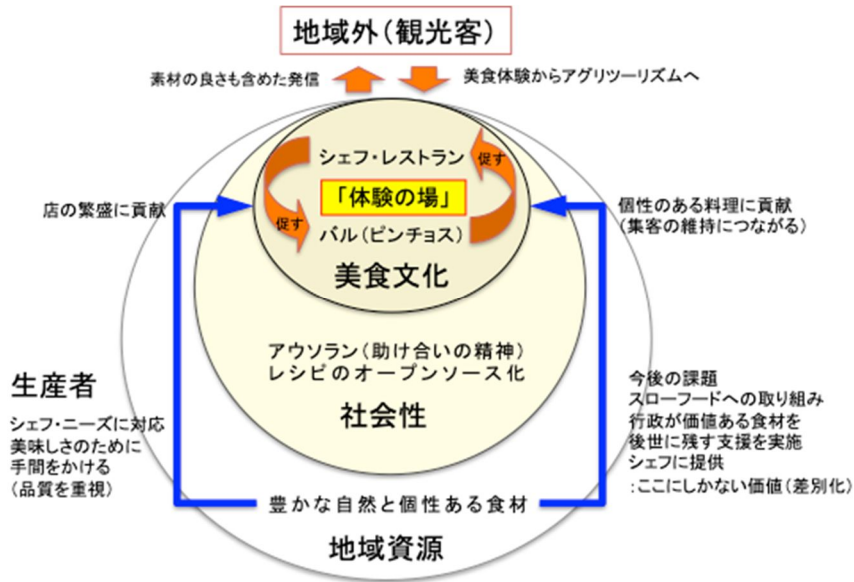 地域外(観光客)
素材の良さも含めた発信
美食体験からアグリツーリズムへ
シェフ・レストラン
促す
「体験の場」
促す
バル(ピンチョス)
美食文化
店の繁盛に貢献
個性のある料理に貢献
(集客の維持につながる)
アウソラン(助け合いの精神)
レシピのオープンソース化
社会性
生産者
シェフ・ニーズに対応
美味しさのために
手間をかける
(品質を重視)
今後の課題
スローフードへの取り組み
行政が価値ある食材を
後世に残す支援を実施
シェフに提供
:ここにしかない価値(差別化)
豊かな自然と個性ある食材
地域資源